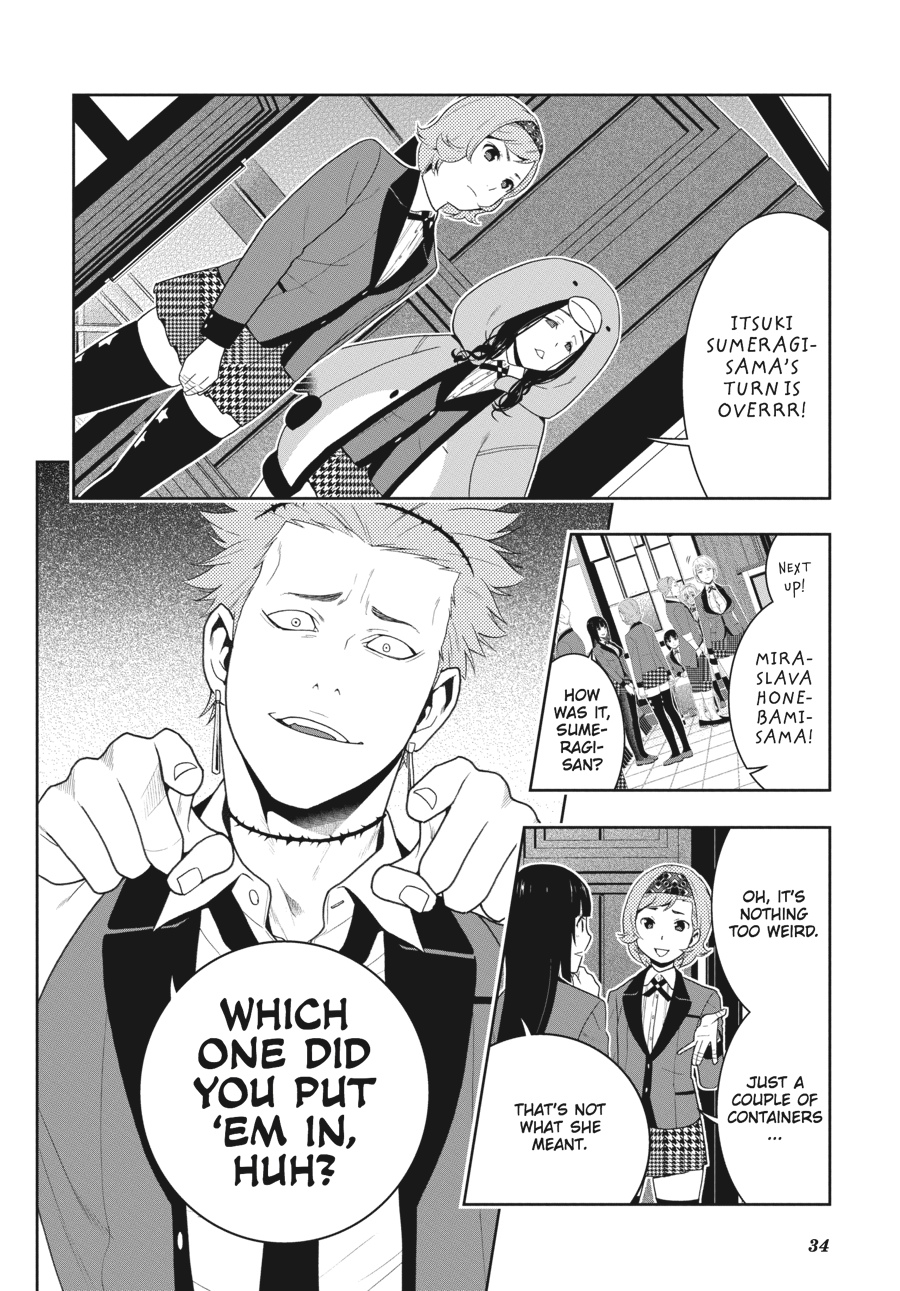 ITSUKI
SUMERAGI-
SAMA'S
TURN IS
OVERRR!
NEXT
UP!
MIRA-
SLAVA
HONE-
BAMI-
SAMA!
HOW
WAS IT,
SUME-
RAGI-
SAN?
OH, IT'S
NOTHING
TOO WEIRD.
JUST A
COUPLE OF
CONTAINERS
...
THAT'S NOT
WHAT SHE
MEANT.
WHICH
ONE DID
YOU PUT
'EM IN,
HUH?
34